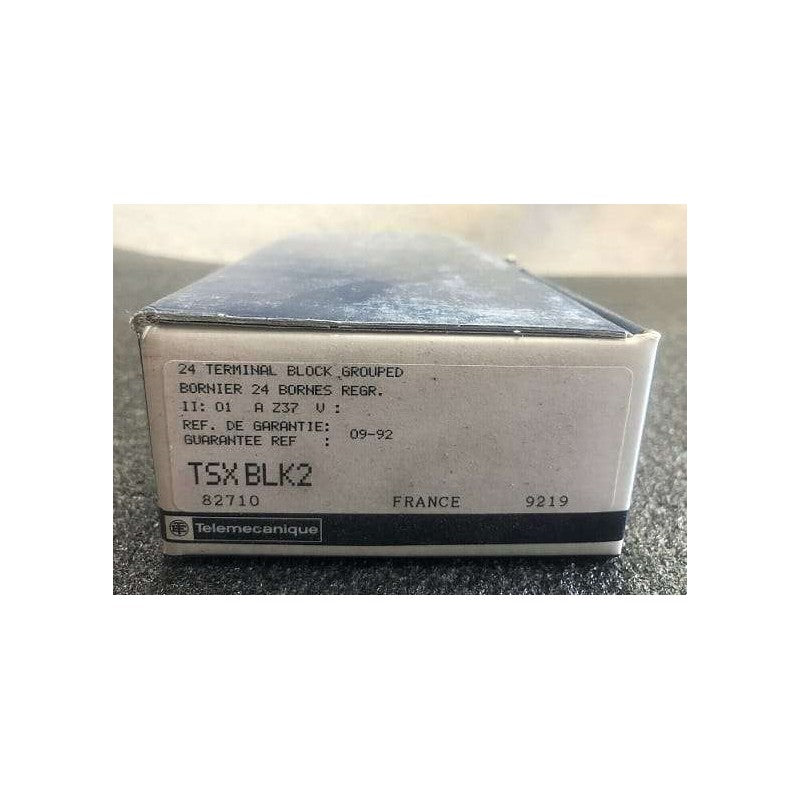 24 TERMINAL BLOCK GROUPED
BORNIER 24 BORNES REGR.
II: 01 A Z37 V :
REF. DE GARANTIE:
GUARANTEE REF : 09-92
TSX BLK2
82710 FRANCE 9219
TE Telemecanique